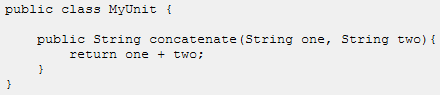 public class MyUnit {
    public String concatenate(String one, String two){
        return one + two;
    }
}